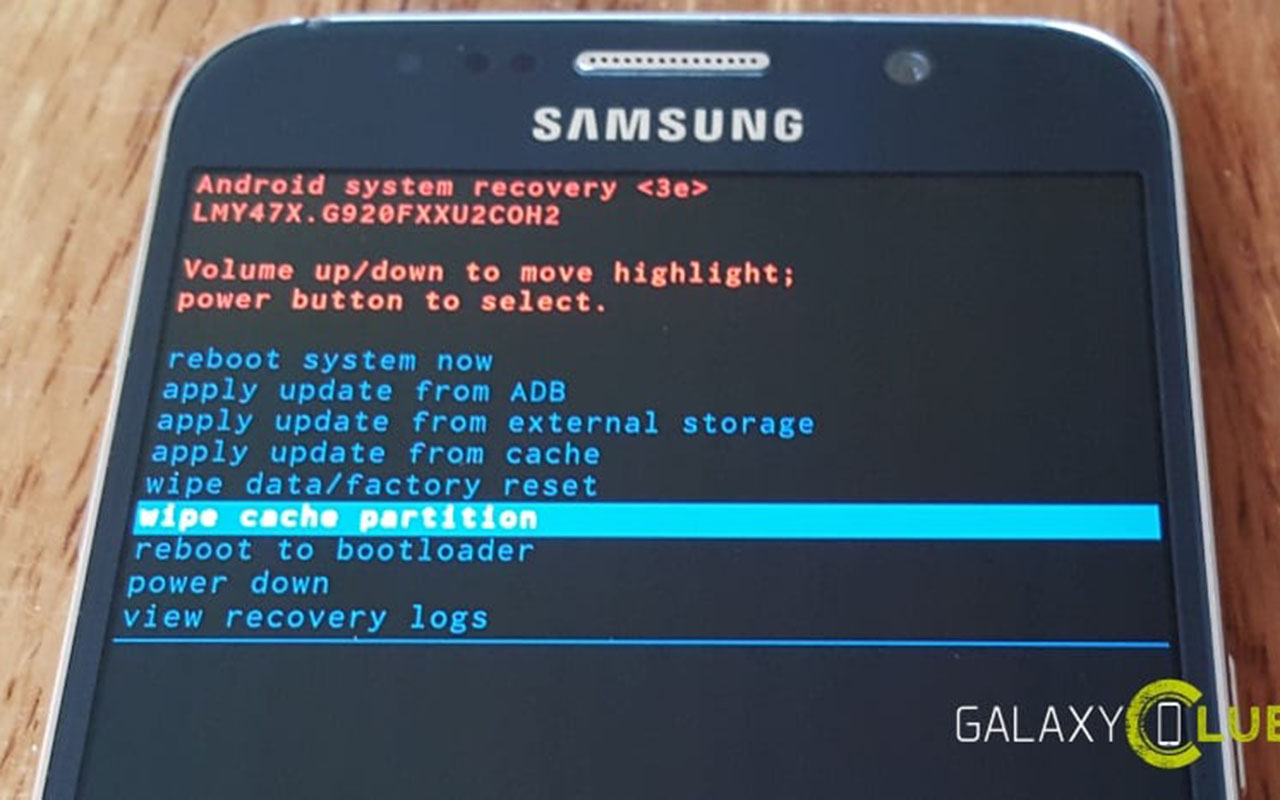 SAMSUNG
Android system recovery <3e>
LMY47X.G920FXXU2COH2
Volume up/down to move highlight;
power button to select.
reboot system now
apply update from ADB
apply update from external storage
apply update from cache
wipe data/factory reset
wipe cache partition
reboot to bootloader
power down
view recovery logs
GALAXY CLUB